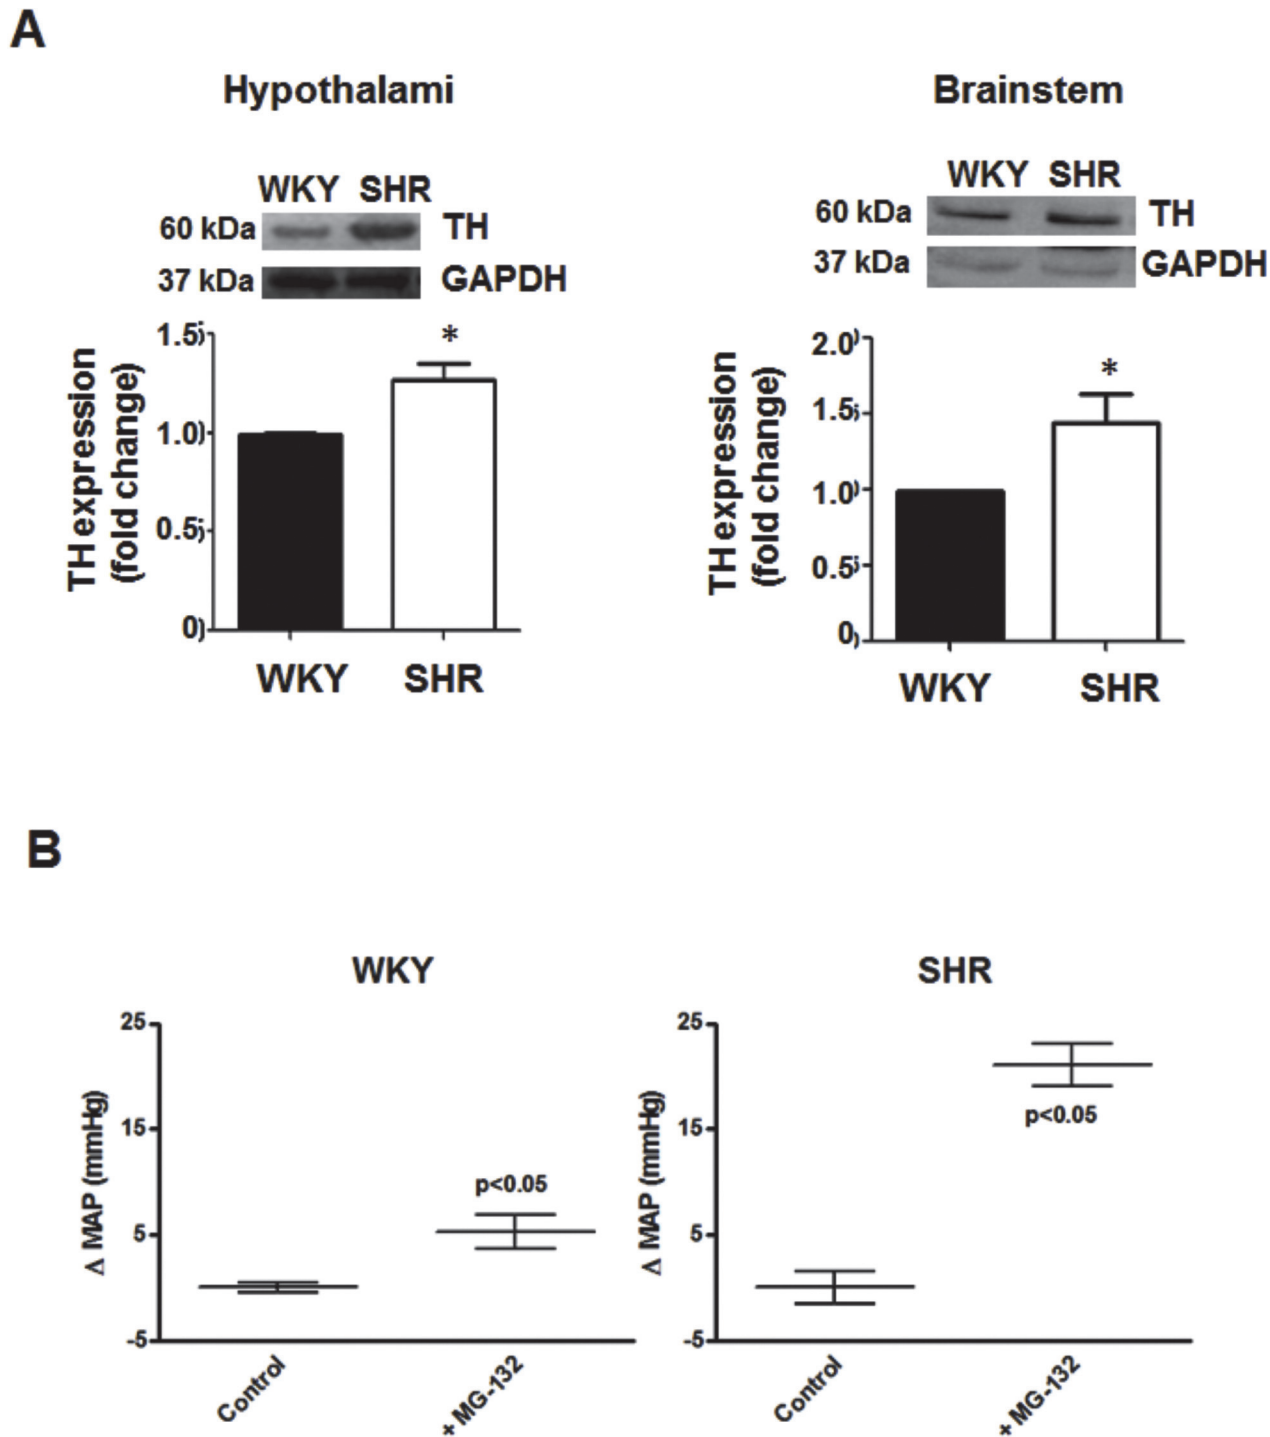 A
Hypothalami
WKY SHR
60 kDa TH
37 kDa GAPDH
TH expression
(fold change)
1.5
*
1.0
0.5
0
WKY SHR
Brainstem
WKY SHR
60 kDa TH
37 kDa GAPDH
TH expression
(fold change)
2.0
*
1.5
1.0
0.5
0
WKY SHR
B
WKY
Δ MAP (mmHg)
25
15
p<0.05
5
-5
Control
+ MG-132
SHR
Δ MAP (mmHg)
25
15
p<0.05
5
-5
Control
+ MG-132